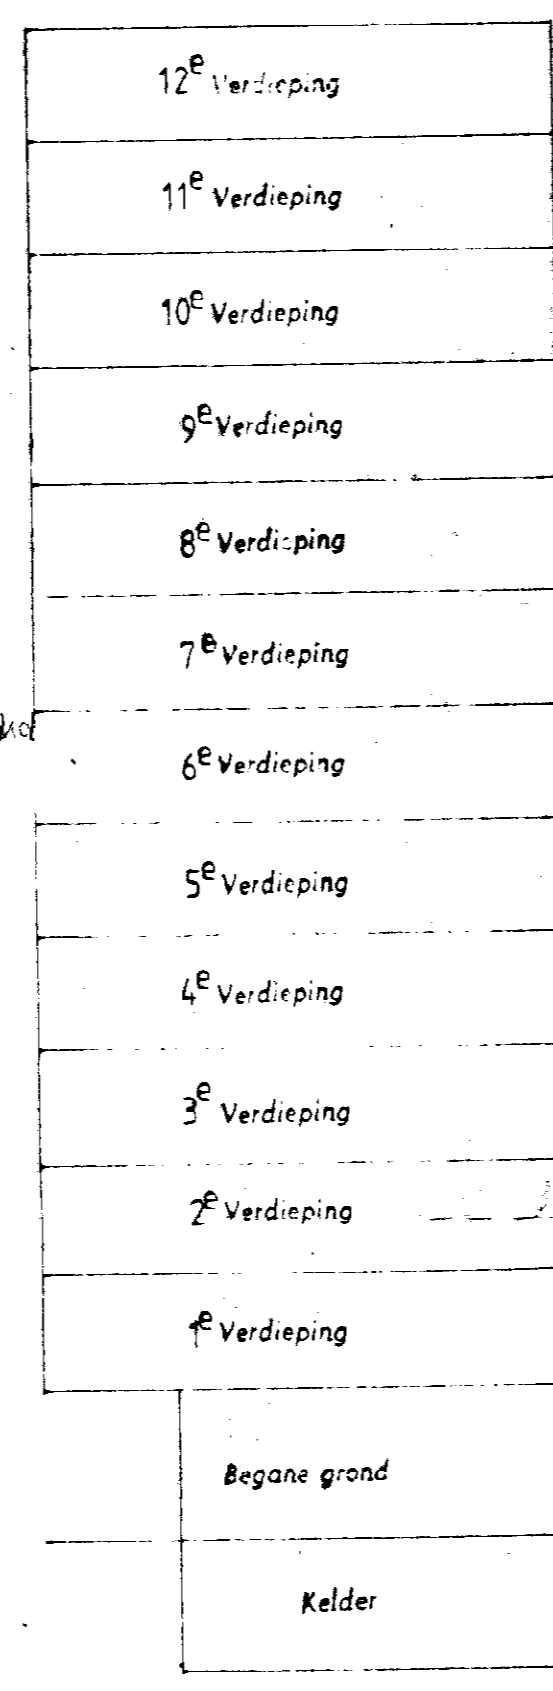 12e Verdieping
11e Verdieping
10e Verdieping
9e Verdieping
8e Verdieping
7e Verdieping
6e Verdieping
5e Verdieping
4e Verdieping
3e Verdieping
2e Verdieping
1e Verdieping
Begane grond
Kelder